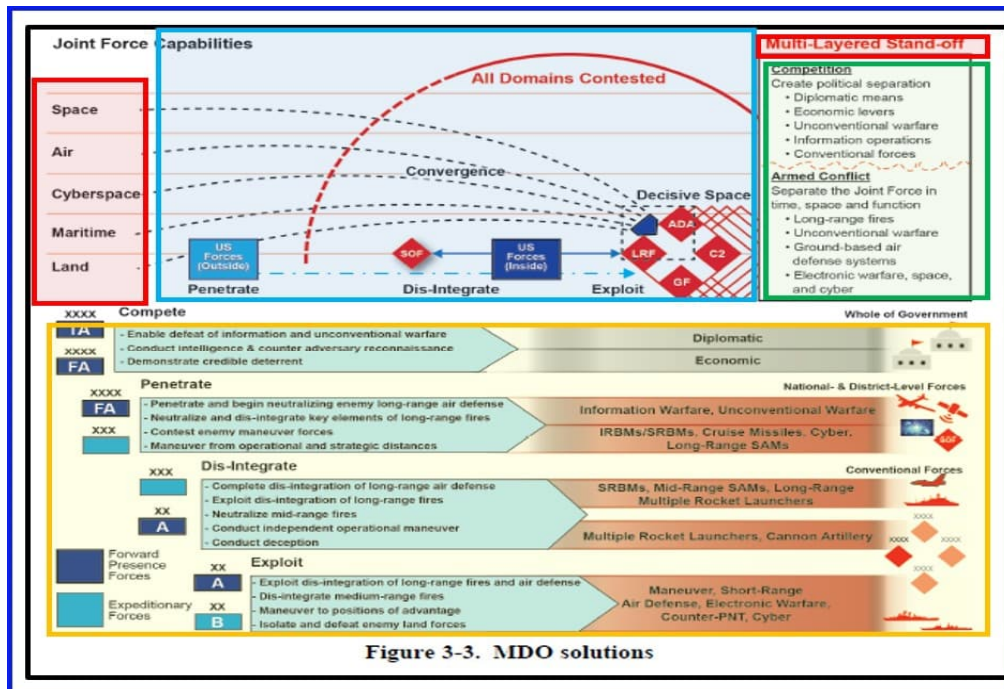 Joint Force Capabilities
Multi-Layered Stand-off
All Domains Contested
Space
Air
Cyberspace
Maritime
Land
Convergence
Decisive Space
US
Forces
(Outside)
SOF
US
Forces
(Inside)
ADA
LRF
C2
GF
Penetrate
Dis-Integrate
Exploit
Competition
Create political separation
• Diplomatic means
• Economic levers
• Unconventional warfare
• Information operations
• Conventional forces
Armed Conflict
Separate the Joint Force in
time, space and function
• Long-range fires
• Unconventional warfare
• Ground-based air
defense systems
• Electronic warfare, space,
and cyber
XXXX
TA
XXXX
FA
Compete
- Enable defeat of information and unconventional warfare
- Conduct intelligence & counter adversary reconnaissance
- Demonstrate credible deterrent
Whole of Government
Diplomatic
Economic
XXXX
FA
XXX
Penetrate
- Penetrate and begin neutralizing enemy long-range air defense
- Neutralize and dis-integrate key elements of long-range fires
- Contest enemy maneuver forces
- Maneuver from operational and strategic distances
National- & District-Level Forces
Information Warfare, Unconventional Warfare
IRBMs/SRBMs, Cruise Missiles, Cyber,
Long-Range SAMs
SOF
XXX
XX
A
Dis-Integrate
- Complete dis-integration of long-range air defense
- Exploit dis-integration of long-range fires
- Neutralize mid-range fires
- Conduct independent operational maneuver
- Conduct deception
Conventional Forces
SRBMs, Mid-Range SAMs, Long-Range
Multiple Rocket Launchers
Multiple Rocket Launchers, Cannon Artillery
XXXX
XXXX
XXXX
XXXX
Forward
Presence
Forces
Expeditionary
Forces
XX
A
XX
B
Exploit
- Exploit dis-integration of long-range fires and air defense
- Dis-integrate medium-range fires
- Maneuver to positions of advantage
- Isolate and defeat enemy land forces
Maneuver, Short-Range
Air Defense, Electronic Warfare,
Counter-PNT, Cyber
Figure 3-3. MDO solutions